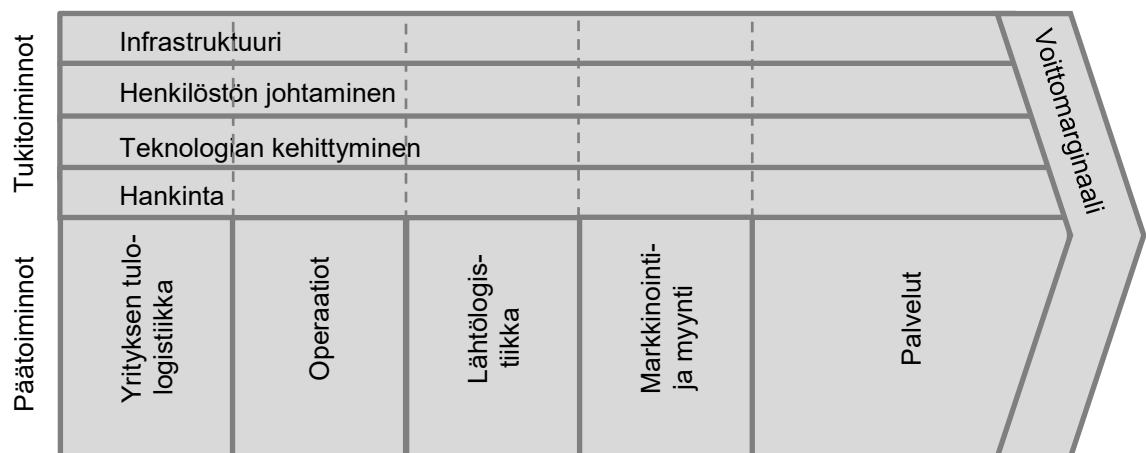 Tukitoiminnot
Infrastruktuuri
Henkilöstön johtaminen
Teknologian kehittyminen
Hankinta
Voittomarginaali
Päätoiminnot
Yrityksen tulo-
logistiikka
Operaatiot
Lähtölogis-
tiikka
Markkinointi-
ja myynti
Palvelut